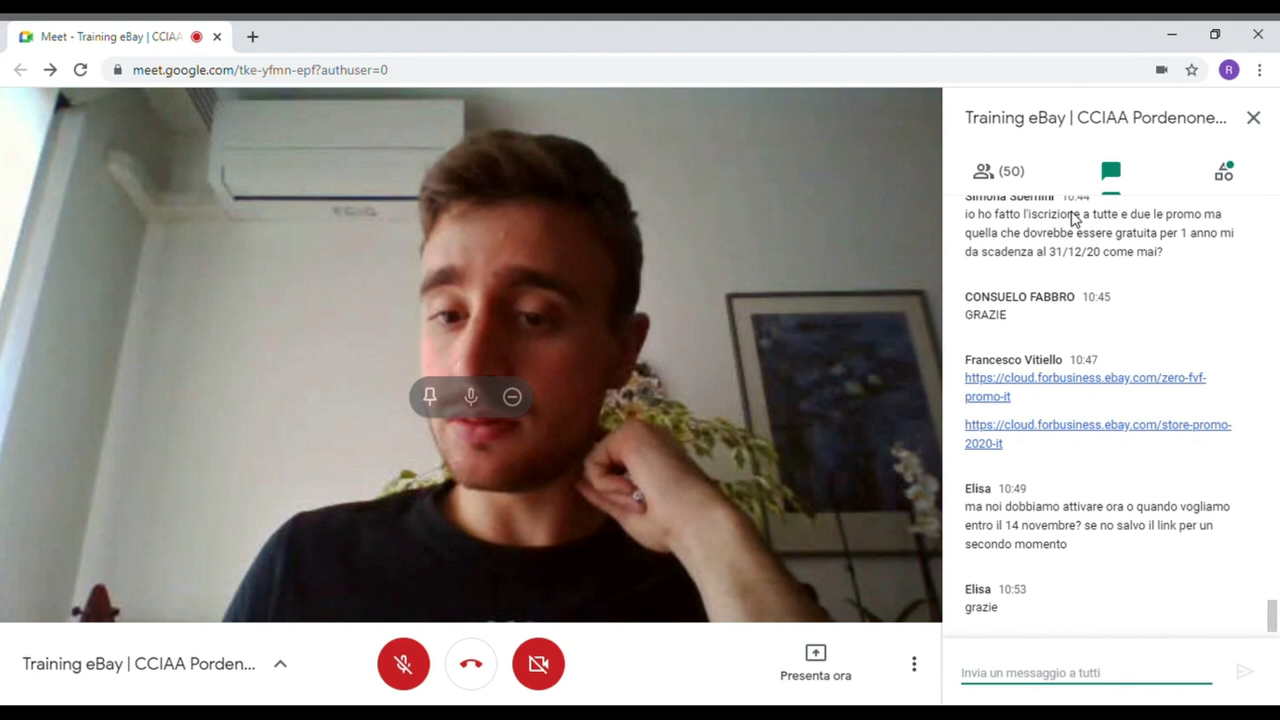 Meet - Training eBay | CCIAA
meet.google.com/tke-yfmn-epf?authuser=0
R
Training eBay | CCIAA Pordenone...
(50)
Simona Sbernini 10:44
io ho fatto l'iscrizione a tutte e due le promo ma
quella che dovrebbe essere gratuita per 1 anno mi
da scadenza al 31/12/20 come mai?
CONSUELO FABBRO 10:45
GRAZIE
Francesco Vitiello 10:47
https://cloud.forbusiness.ebay.com/zero-fvf-
promo-it
https://cloud.forbusiness.ebay.com/store-promo-
2020-it
Elisa 10:49
ma noi dobbiamo attivare ora o quando vogliamo
entro il 14 novembre? se no salvo il link per un
secondo momento
Elisa 10:53
grazie
Training eBay | CCIAA Porden...
Presenta ora
Invia un messaggio a tutti